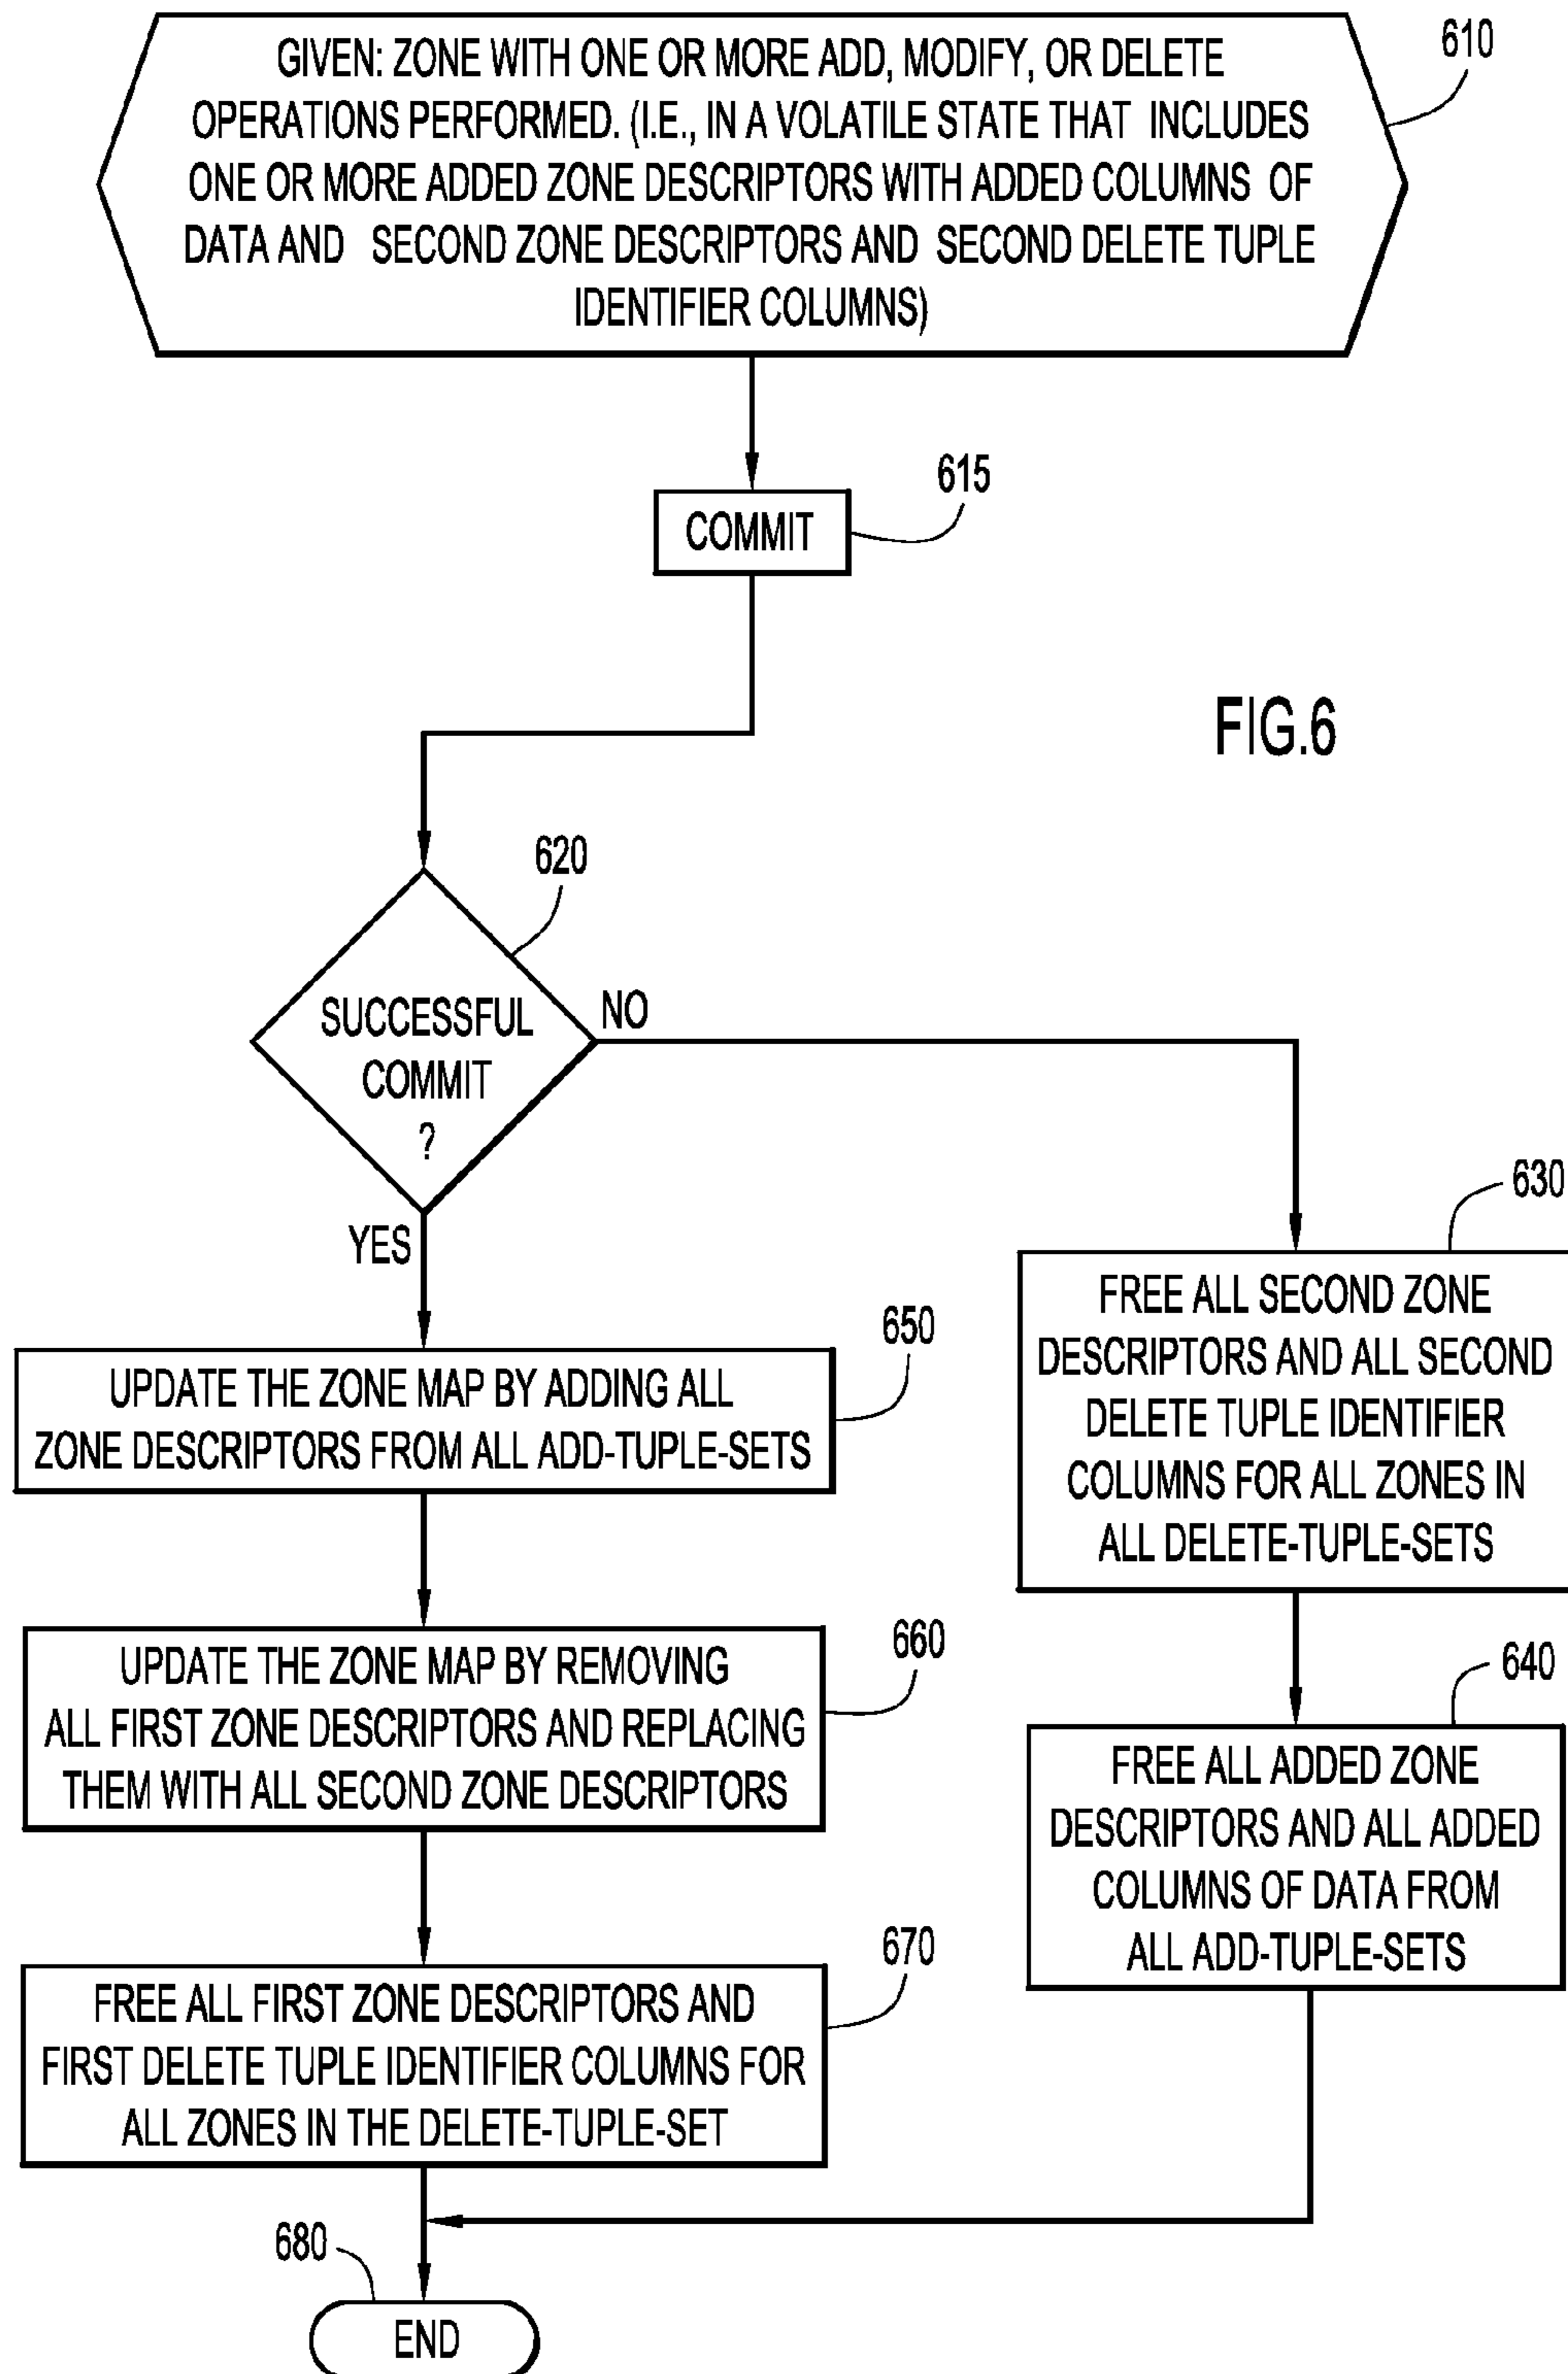 GIVEN: ZONE WITH ONE OR MORE ADD, MODIFY, OR DELETE
OPERATIONS PERFORMED. (I.E., IN A VOLATILE STATE THAT INCLUDES
ONE OR MORE ADDED ZONE DESCRIPTORS WITH ADDED COLUMNS OF
DATA AND SECOND ZONE DESCRIPTORS AND SECOND DELETE TUPLE
IDENTIFIER COLUMNS)
610
COMMIT
615
FIG.6
620
SUCCESSFUL
COMMIT
?
NO
YES
630
FREE ALL SECOND ZONE
DESCRIPTORS AND ALL SECOND
DELETE TUPLE IDENTIFIER
COLUMNS FOR ALL ZONES IN
ALL DELETE-TUPLE-SETS
650
UPDATE THE ZONE MAP BY ADDING ALL
ZONE DESCRIPTORS FROM ALL ADD-TUPLE-SETS
660
UPDATE THE ZONE MAP BY REMOVING
ALL FIRST ZONE DESCRIPTORS AND REPLACING
THEM WITH ALL SECOND ZONE DESCRIPTORS
640
FREE ALL ADDED ZONE
DESCRIPTORS AND ALL ADDED
COLUMNS OF DATA FROM
ALL ADD-TUPLE-SETS
670
FREE ALL FIRST ZONE DESCRIPTORS AND
FIRST DELETE TUPLE IDENTIFIER COLUMNS FOR
ALL ZONES IN THE DELETE-TUPLE-SET
680
END